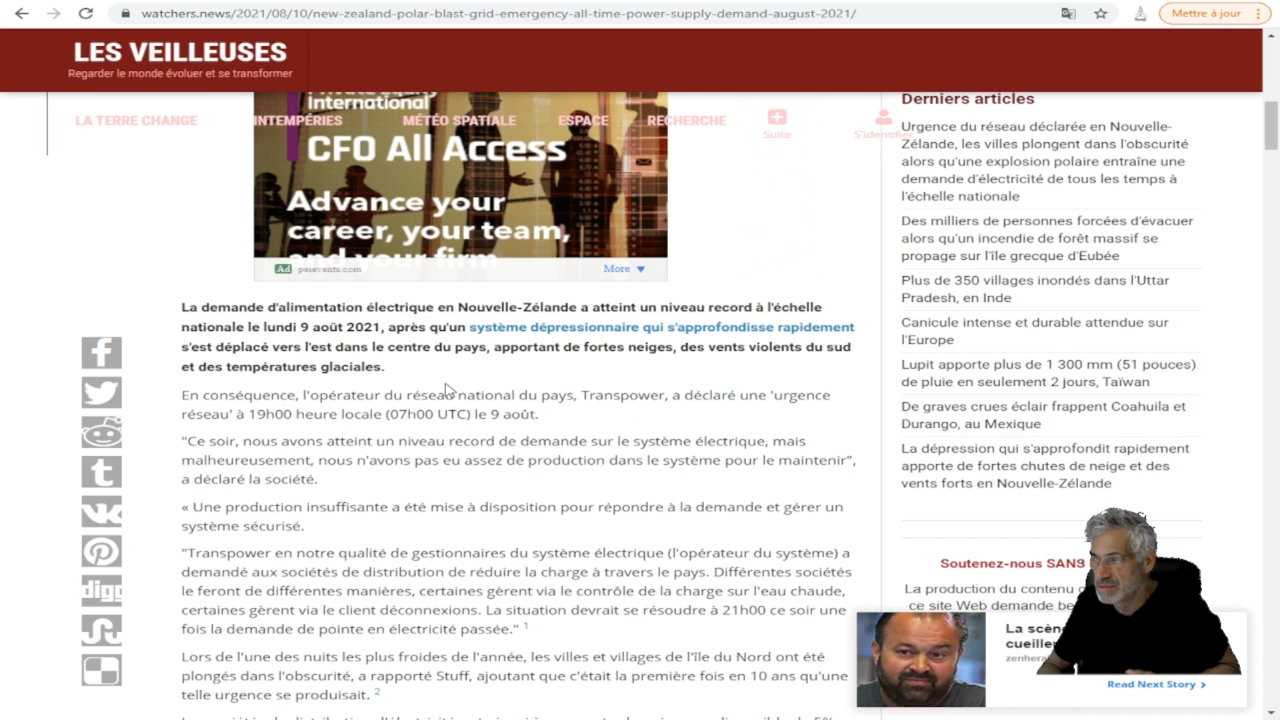 watchers.news/2021/08/10/new-zealand-polar-blast-grid-emergency-all-time-power-supply-demand-august-2021/
Mettre à jour
LES VEILLEUSES
Regarder le monde évoluer et se transformer
LA TERRE CHANGE
INTEMPÉRIES
MÉTÉO SPATIALE
ESPACE
RECHERCHE
Suite
S'identifier
Private Equity
International
CFO All Access
Advance your
career, your team,
and your firm
Ad
peievents.com
More
La demande d'alimentation électrique en Nouvelle-Zélande a atteint un niveau record à l'échelle
nationale le lundi 9 août 2021, après qu'un système dépressionnaire qui s'approfondisse rapidement
s'est déplacé vers l'est dans le centre du pays, apportant de fortes neiges, des vents violents du sud
et des températures glaciales.
En conséquence, l'opérateur du réseau national du pays, Transpower, a déclaré une 'urgence
réseau' à 19h00 heure locale (07h00 UTC) le 9 août.
"Ce soir, nous avons atteint un niveau record de demande sur le système électrique, mais
malheureusement, nous n'avons pas eu assez de production dans le système pour le maintenir",
a déclaré la société.
« Une production insuffisante a été mise à disposition pour répondre à la demande et gérer un
système sécurisé.
"Transpower en notre qualité de gestionnaires du système électrique (l'opérateur du système) a
demandé aux sociétés de distribution de réduire la charge à travers le pays. Différentes sociétés
le feront de différentes manières, certaines gèrent via le contrôle de la charge sur l'eau chaude,
certaines gèrent via le client déconnexions. La situation devrait se résoudre à 21h00 ce soir une
fois la demande de pointe en électricité passée." 1
Lors de l'une des nuits les plus froides de l'année, les villes et villages de l'île du Nord ont été
plongés dans l'obscurité, a rapporté Stuff, ajoutant que c'était la première fois en 10 ans qu'une
telle urgence se produisait. 2
Derniers articles
Urgence du réseau déclarée en Nouvelle-
Zélande, les villes plongent dans l'obscurité
alors qu'une explosion polaire entraîne une
demande d'électricité de tous les temps à
l'échelle nationale
Des milliers de personnes forcées d'évacuer
alors qu'un incendie de forêt massif se
propage sur l'île grecque d'Eubée
Plus de 350 villages inondés dans l'Uttar
Pradesh, en Inde
Canicule intense et durable attendue sur
l'Europe
Lupit apporte plus de 1 300 mm (51 pouces)
de pluie en seulement 2 jours, Taïwan
De graves crues éclair frappent Coahuila et
Durango, au Mexique
La dépression qui s'approfondit rapidement
apporte de fortes chutes de neige et des
vents forts en Nouvelle-Zélande
Soutenez-nous SANS
La production du contenu
ce site Web demande
La
cueille
zenher
Read Next Story >
digg